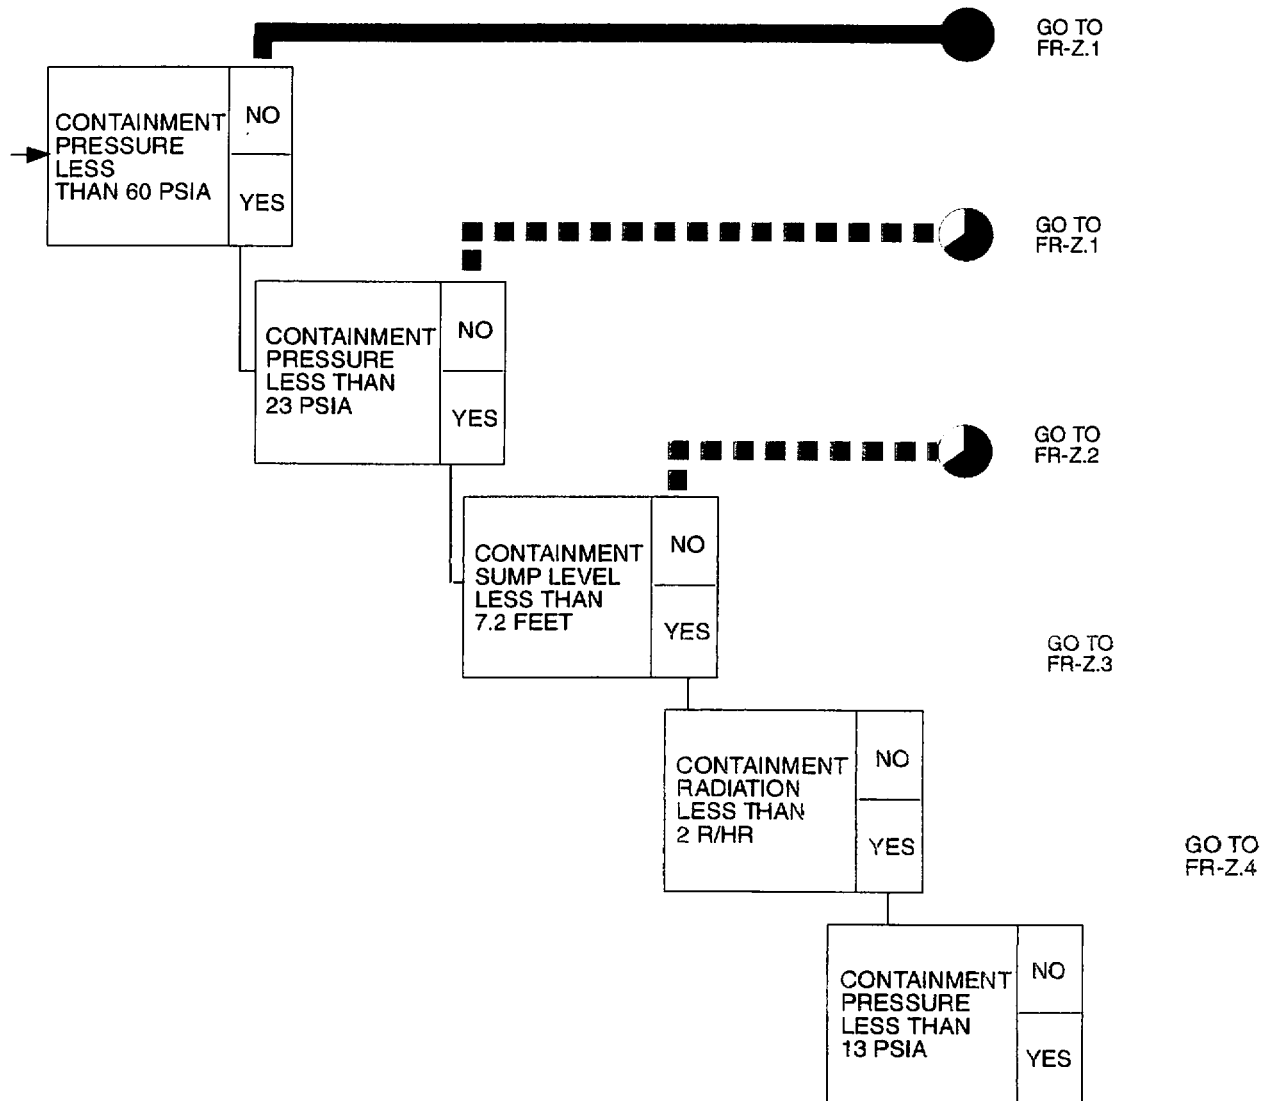 GO TO
FR-Z.1
CONTAINMENT
PRESSURE
LESS
THAN 60 PSIA
NO
YES
GO TO
FR-Z.1
CONTAINMENT
PRESSURE
LESS THAN
23 PSIA
NO
YES
GO TO
FR-Z.2
CONTAINMENT
SUMP LEVEL
LESS THAN
7.2 FEET
NO
YES
GO TO
FR-Z.3
CONTAINMENT
RADIATION
LESS THAN
2 R/HR
NO
YES
GO TO
FR-Z.4
CONTAINMENT
PRESSURE
LESS THAN
13 PSIA
NO
YES